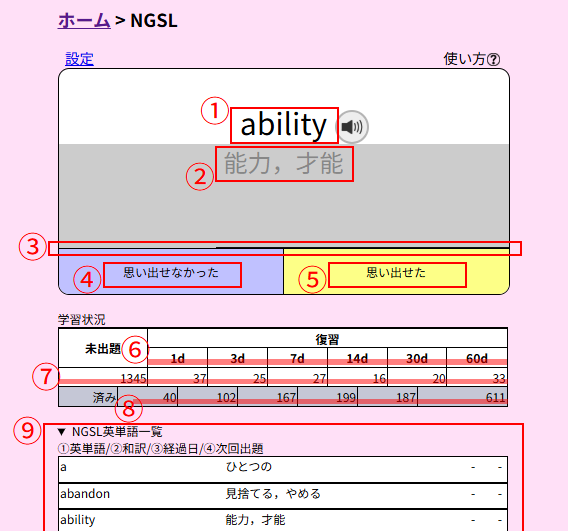 ホーム > NGSL
設定 使い方?
① ability
② 能力，才能
③
④ 思い出せなかった ⑤ 思い出せた
学習状況
未出題 ⑥ 復習
1d 3d 7d 14d 30d 60d
⑦ 1345 37 25 27 16 20 33
済み ⑧ 40 102 167 199 187 611
⑨ ▼ NGSL英単語一覧
①英単語/②和訳/③経過日/④次回出題
a ひとつの - -
abandon 見捨てる，やめる - -
ability 能力，才能 - -